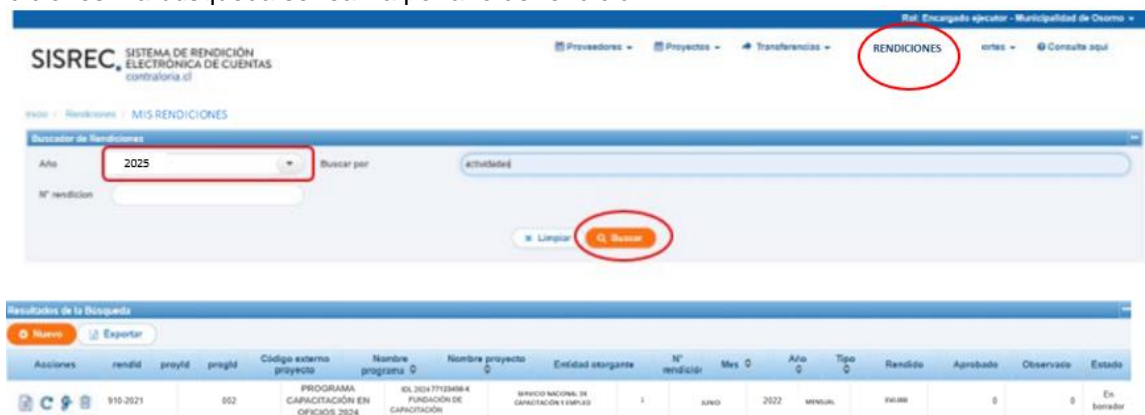 Rol: Encargado ejecutor - Municipalidad de Osorno
SISREC SISTEMA DE RENDICIÓN
ELECTRÓNICA DE CUENTAS
contraloria.cl
Proveedores Proyectos Transferencias RENDICIONES ortes Consulta aquí
Inicio / Rendiciones / MIS RENDICIONES
Buscador de Rendiciones
Año 2025 Buscar por actividades
N° rendicion
Limpiar Buscar
Resultados de la Búsqueda
Nuevo Exportar
Acciones rendid proyId progId Código externo proyecto Nombre programa Nombre proyecto Entidad otorgante N° rendición Mes Año Tipo Rendido Aprobado Observado Estado
910-2021 002 PROGRAMA CAPACITACIÓN EN OFICIOS 2024 FUNDACIÓN DE CAPACITACIÓN SERVICIO NACIONAL DE CAPACITACIÓN Y EMPLEO 1 JUNIO 2022 MENSUAL 0 0 En borrador